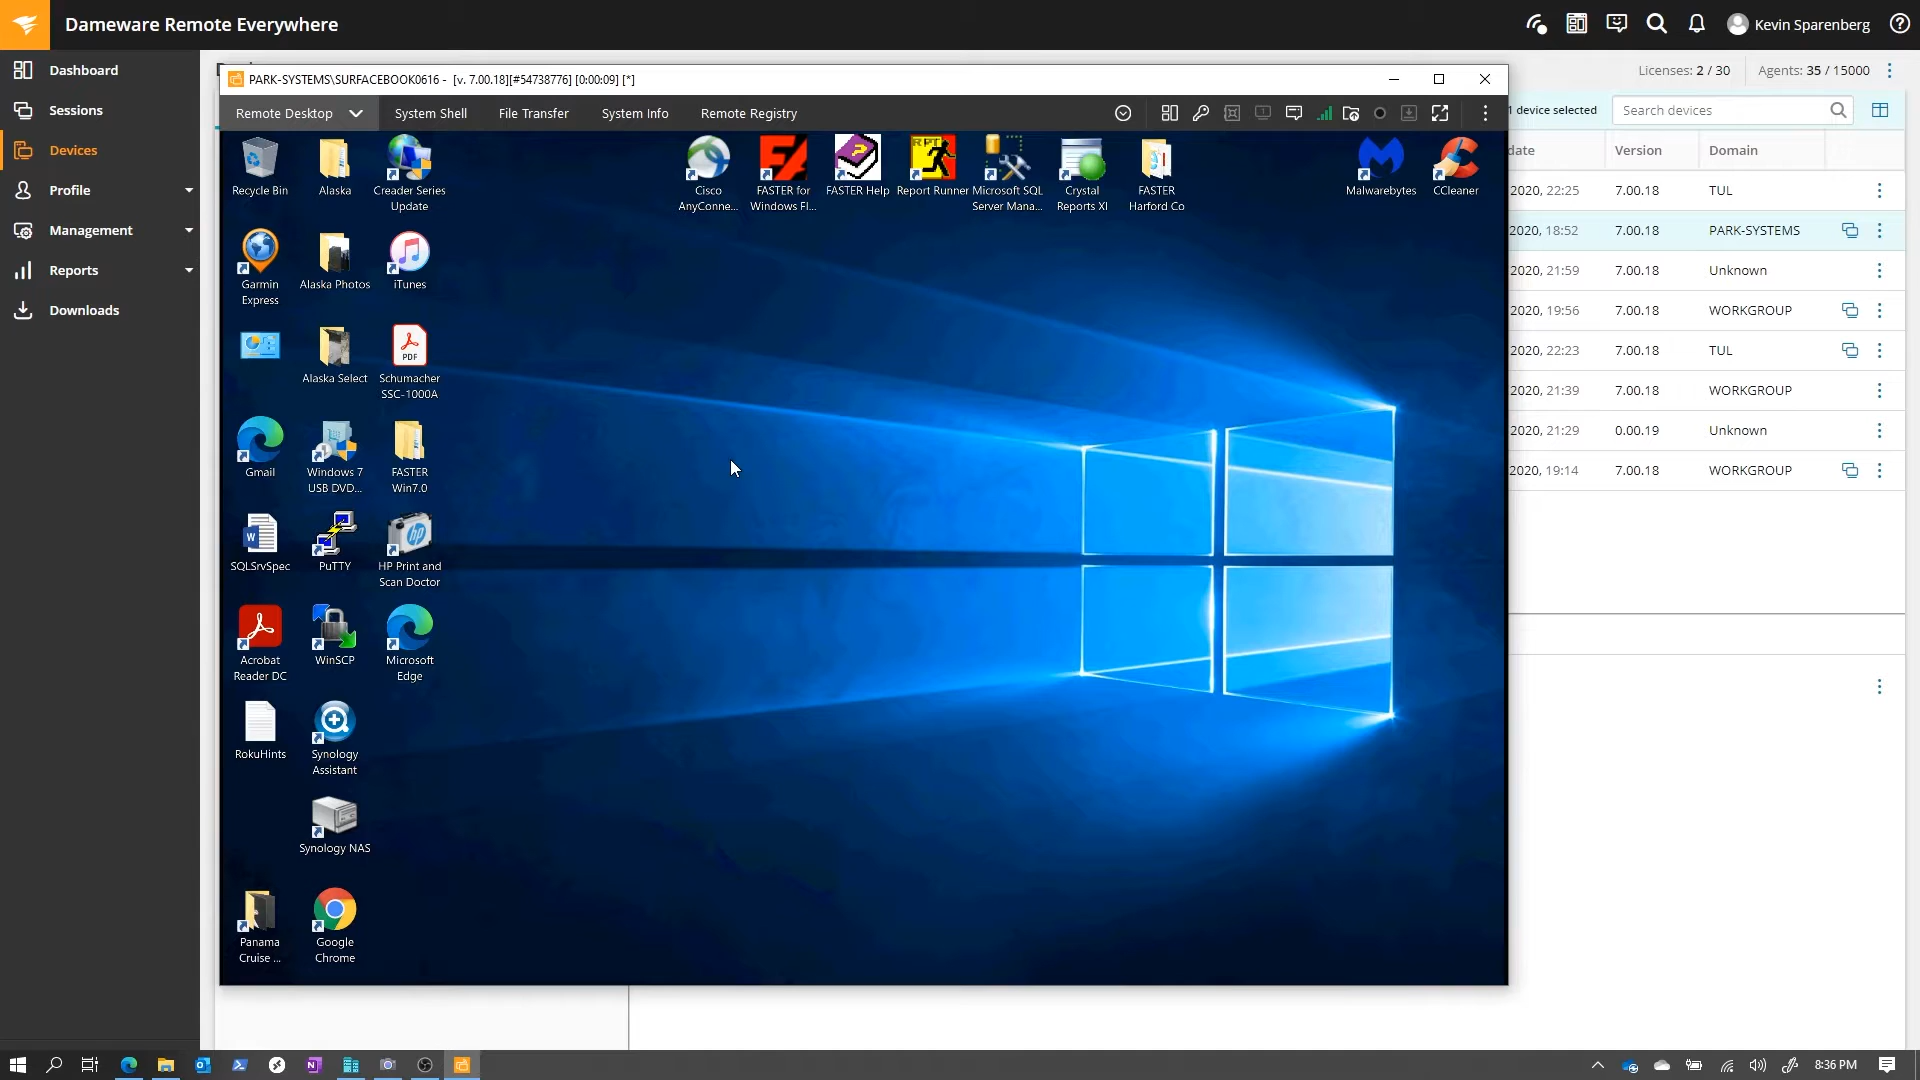 Dameware Remote Everywhere
Kevin Sparenberg
Dashboard
Sessions
Devices
Profile
Management
Reports
Downloads
Licenses: 2 / 30
Agents: 35 / 15000
PARK-SYSTEMS\SURFACEBOOK0616 - [v. 7.00.18][#54738776] [0:00:09] [*]
Remote Desktop
System Shell
File Transfer
System Info
Remote Registry
1 device selected
Search devices
date
Version
Domain
2020, 22:25 7.00.18 TUL
2020, 18:52 7.00.18 PARK-SYSTEMS
2020, 21:59 7.00.18 Unknown
2020, 19:56 7.00.18 WORKGROUP
2020, 22:23 7.00.18 TUL
2020, 21:39 7.00.18 WORKGROUP
2020, 21:29 0.00.19 Unknown
2020, 19:14 7.00.18 WORKGROUP
Recycle Bin
Alaska
Creader Series
Update
Cisco
AnyConne...
FASTER for
Windows Fl...
FASTER Help
RPT
Report Runner
Microsoft SQL
Server Mana...
Crystal
Reports XI
FASTER
Harford Co
Malwarebytes
CCleaner
Garmin
Express
Alaska Photos
iTunes
Alaska Select
PDF
Schumacher
SSC-1000A
Gmail
Windows 7
USB DVD...
FASTER
Win7.0
SQLSrvSpec
PuTTY
HP Print and
Scan Doctor
Acrobat
Reader DC
WinSCP
Microsoft
Edge
RokuHints
Synology
Assistant
Synology NAS
Panama
Cruise ...
Google
Chrome
8:36 PM